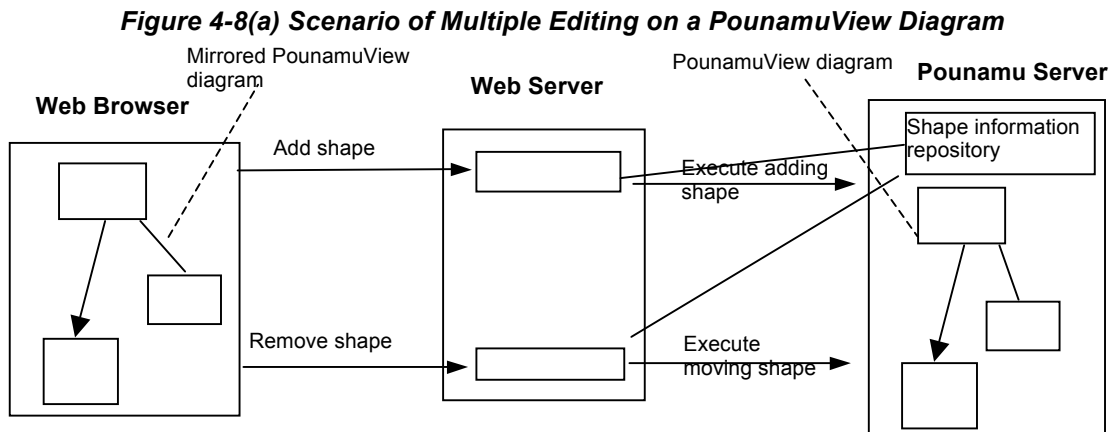 Figure 4-8(a) Scenario of Multiple Editing on a PounamuView Diagram
Mirrored PounamuView
diagram
PounamuView diagram
Web Browser
Web Server
Pounamu Server
Add shape
Execute adding
shape
Shape information
repository
Remove shape
Execute
moving shape